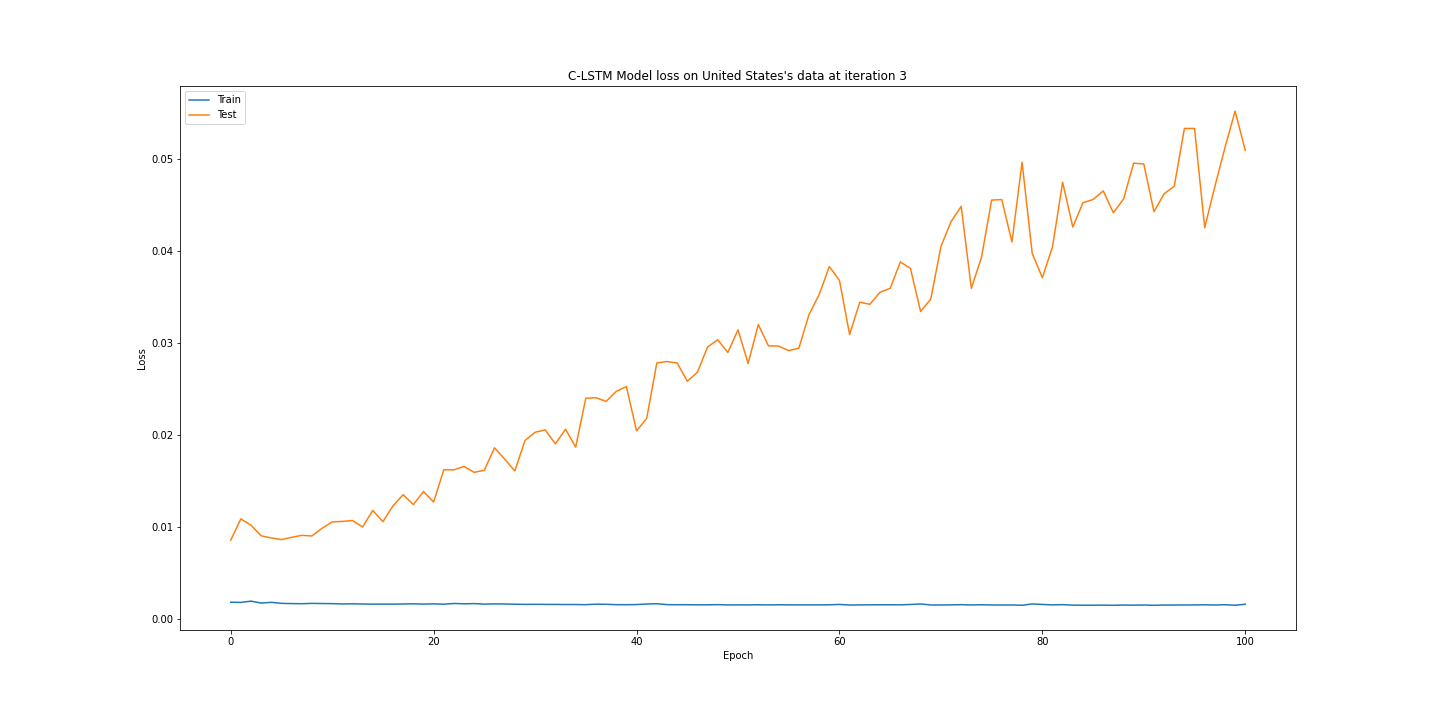 C-LSTM Model loss on United States's data at iteration 3
Train
Test
0.05
0.04
0.03
0.02
0.01
0.00
Loss
0 20 40 60 80 100
Epoch